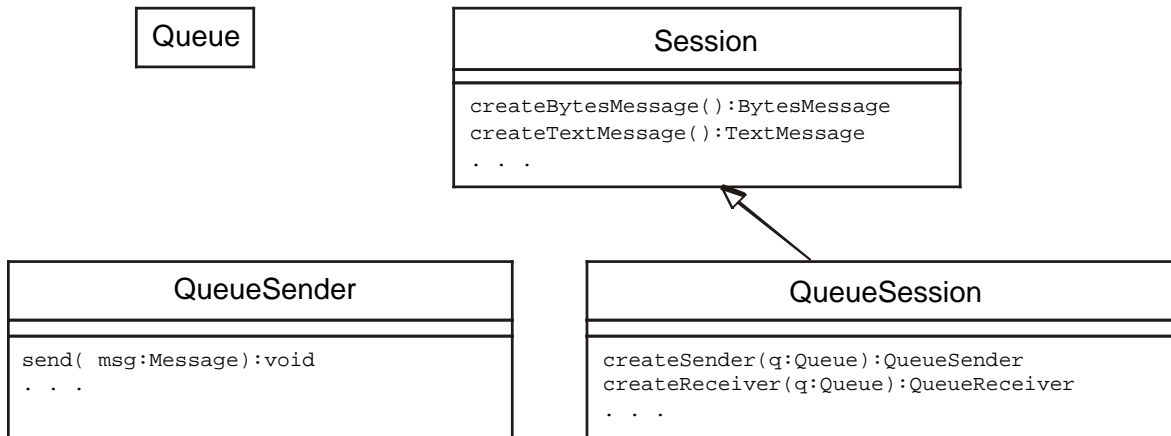 Queue
Session
createBytesMessage():BytesMessage
createTextMessage():TextMessage
. . .
QueueSender
send( msg:Message):void
. . .
QueueSession
createSender(q:Queue):QueueSender
createReceiver(q:Queue):QueueReceiver
. . .